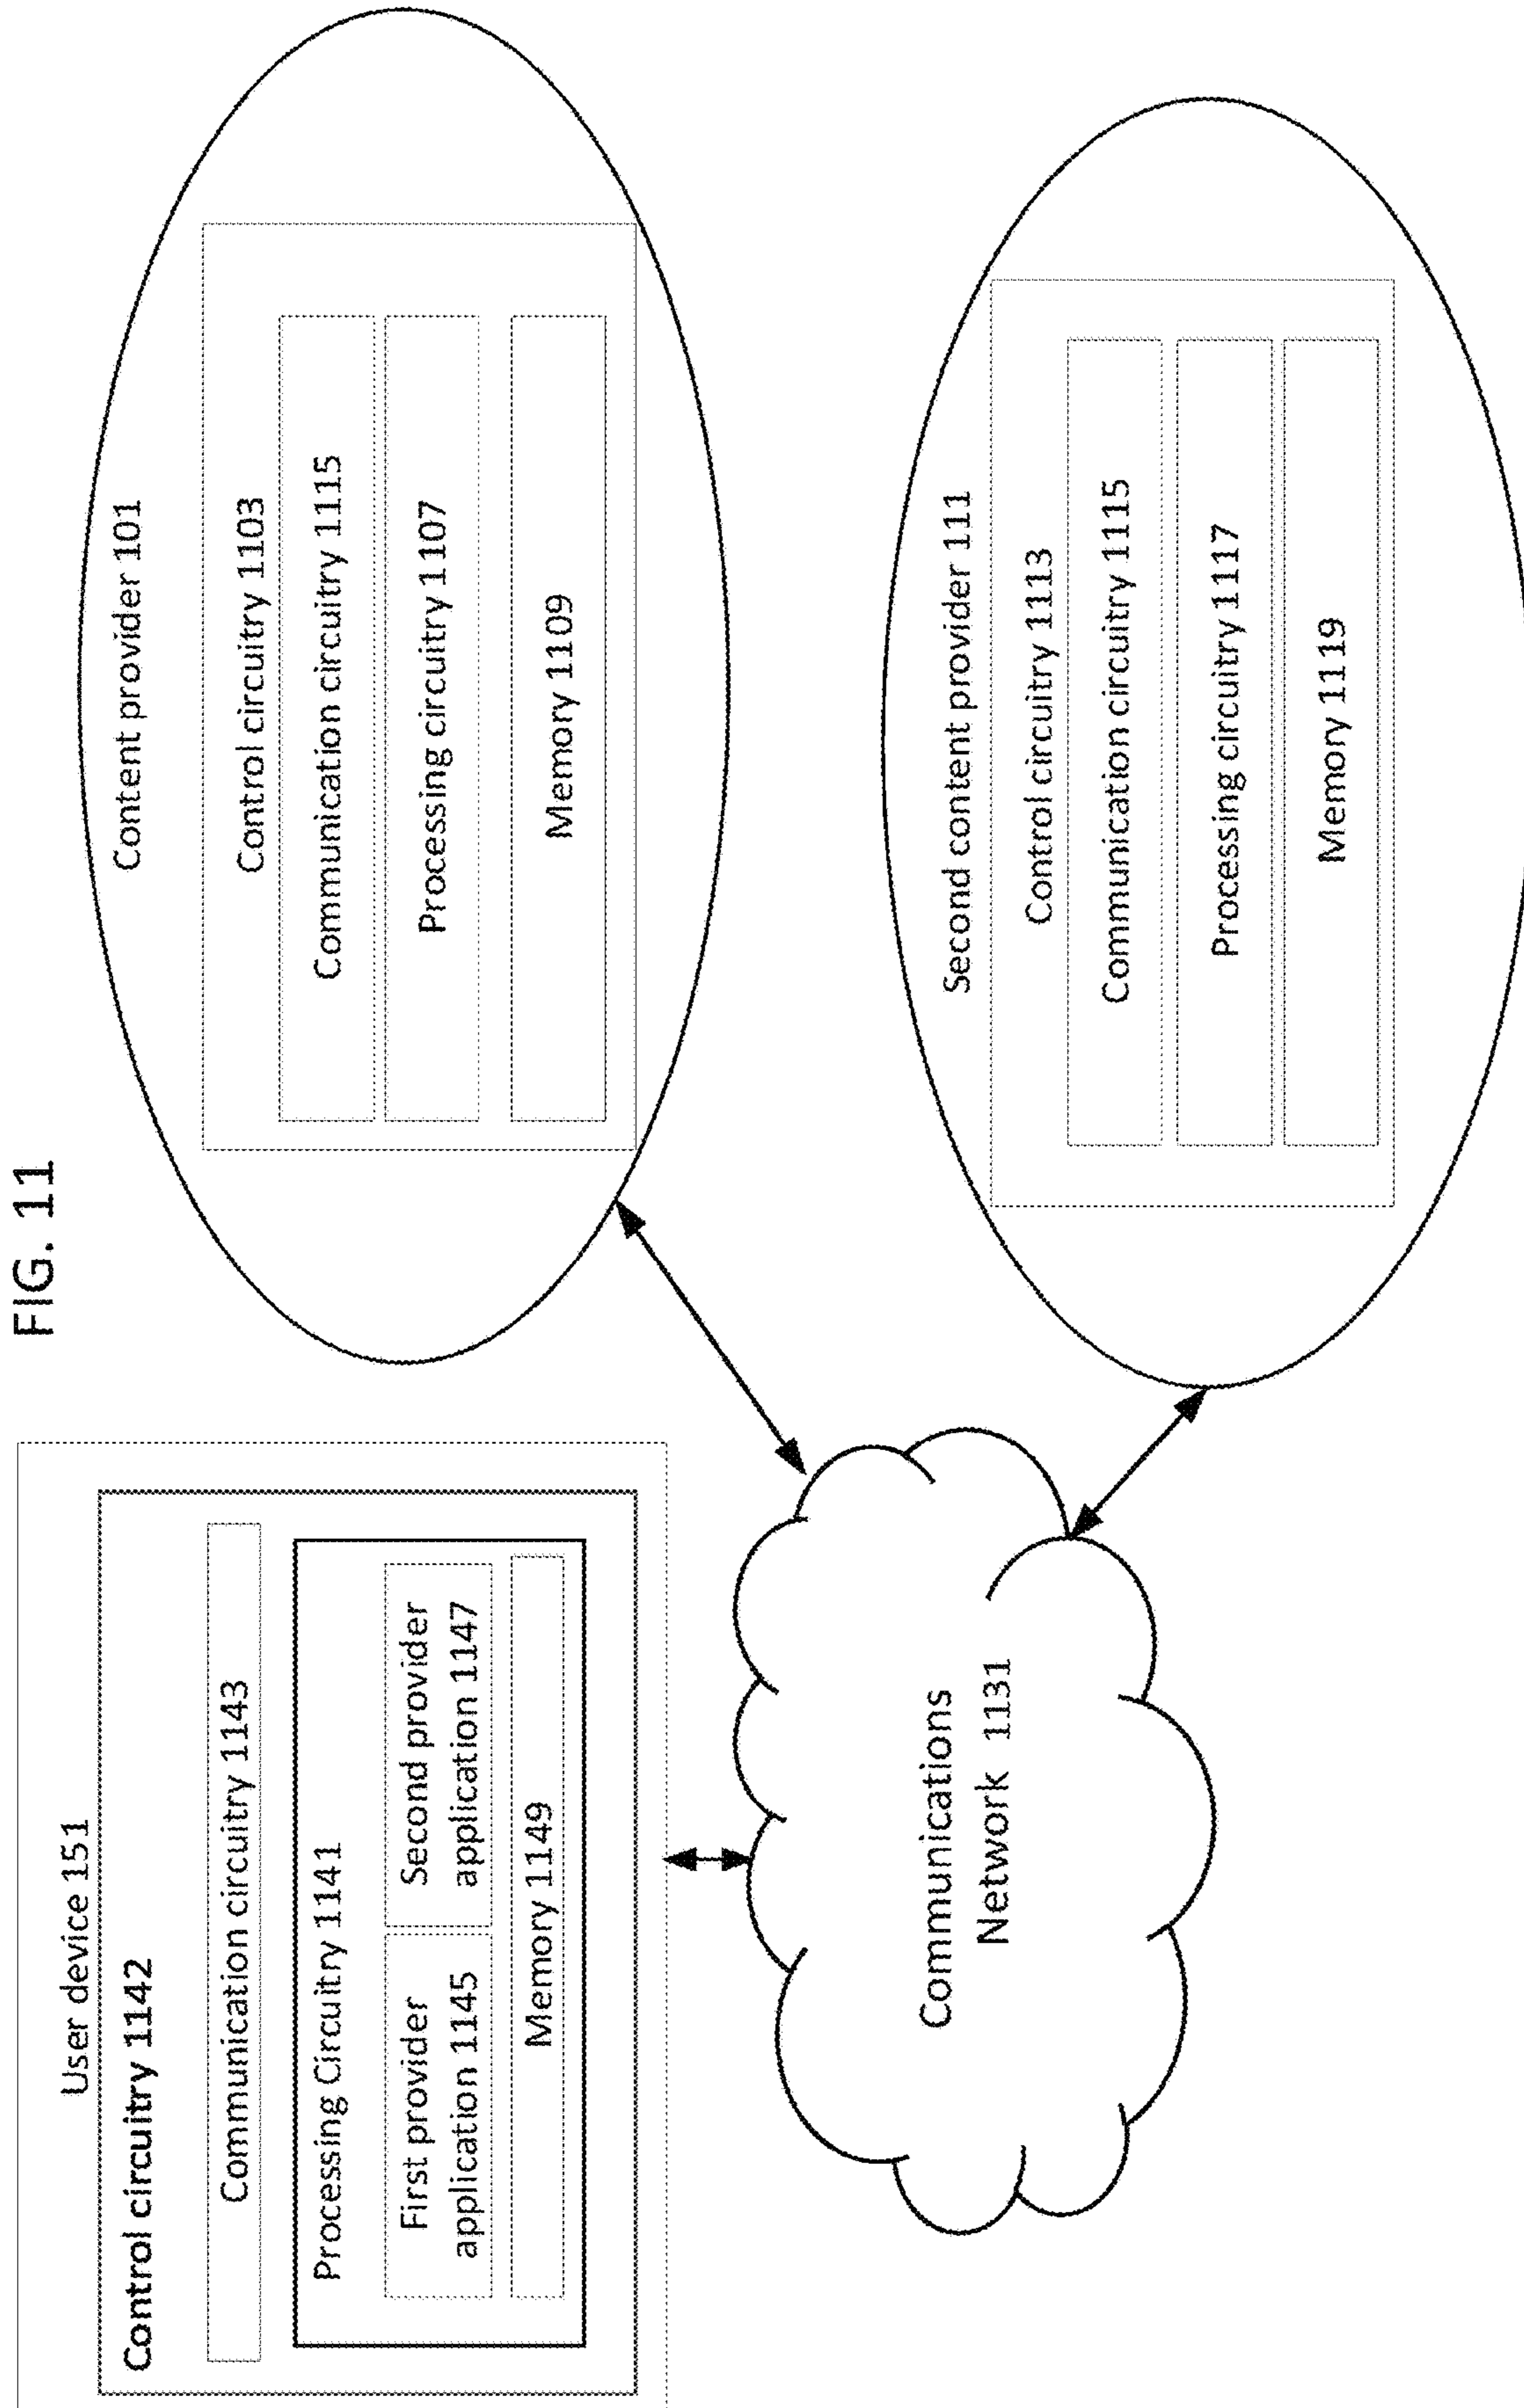 FIG. 11
User device 151
Control circuitry 1142
Communication circuitry 1143
Processing Circuitry 1141
First provider
application 1145
Second provider
application 1147
Memory 1149
Content provider 101
Control circuitry 1103
Communication circuitry 1115
Processing circuitry 1107
Memory 1109
Communications
Network 1131
Second content provider 111
Control circuitry 1113
Communication circuitry 1115
Processing circuitry 1117
Memory 1119